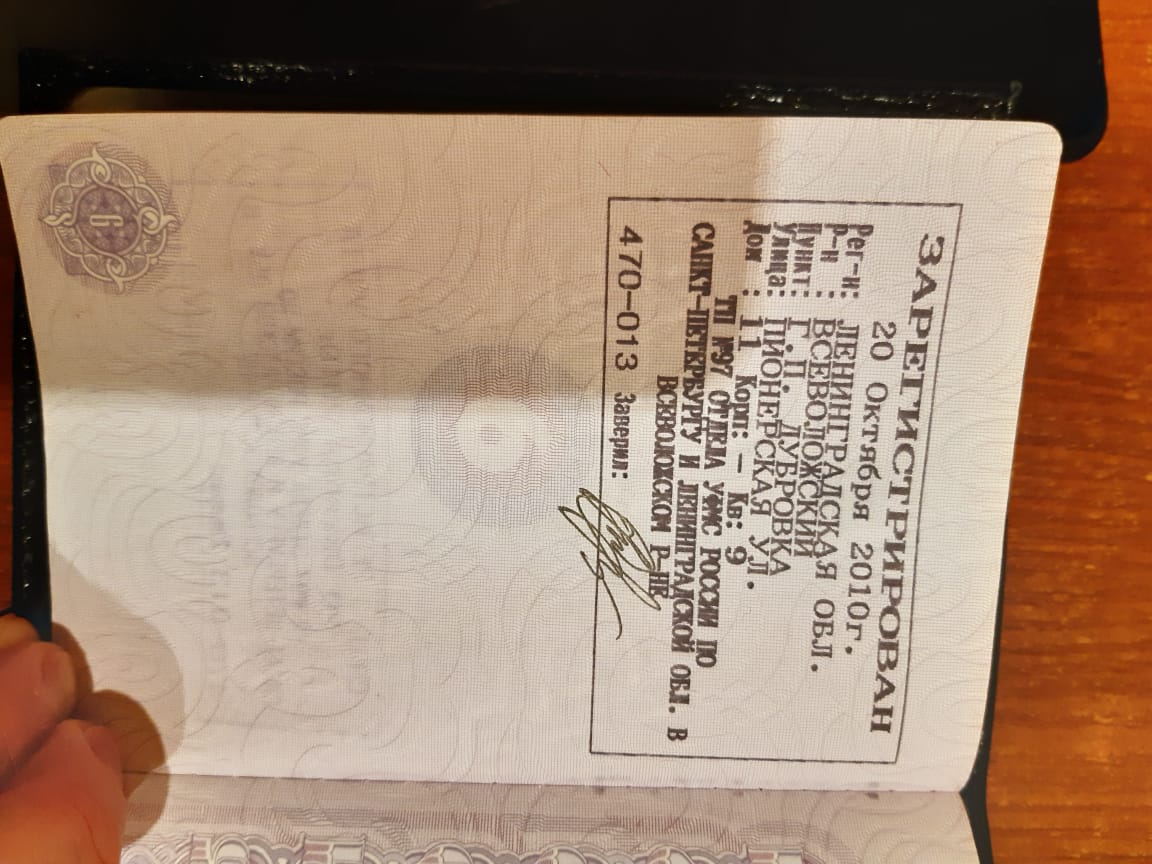 ЗАРЕГИСТРИРОВАН
20 Октября 2010г.
Рег-н: ЛЕНИНГРАДСКАЯ ОБЛ.
Р-н : ВСЕВОЛОЖСКИЙ
Пункт: Г.П. ДУБРОВКА
Улица: ПИОНЕРСКАЯ УЛ.
Дом : 11 Корп: - Кв: 9
ТП №97 ОТДЕЛА УФМС РОССИИ ПО
САНКТ-ПЕТЕРБУРГУ И ЛЕНИНГРАДСКОЙ ОБЛ. В
ВСЕВОЛОЖСКОМ Р-НЕ
470-013 Заверил:
6